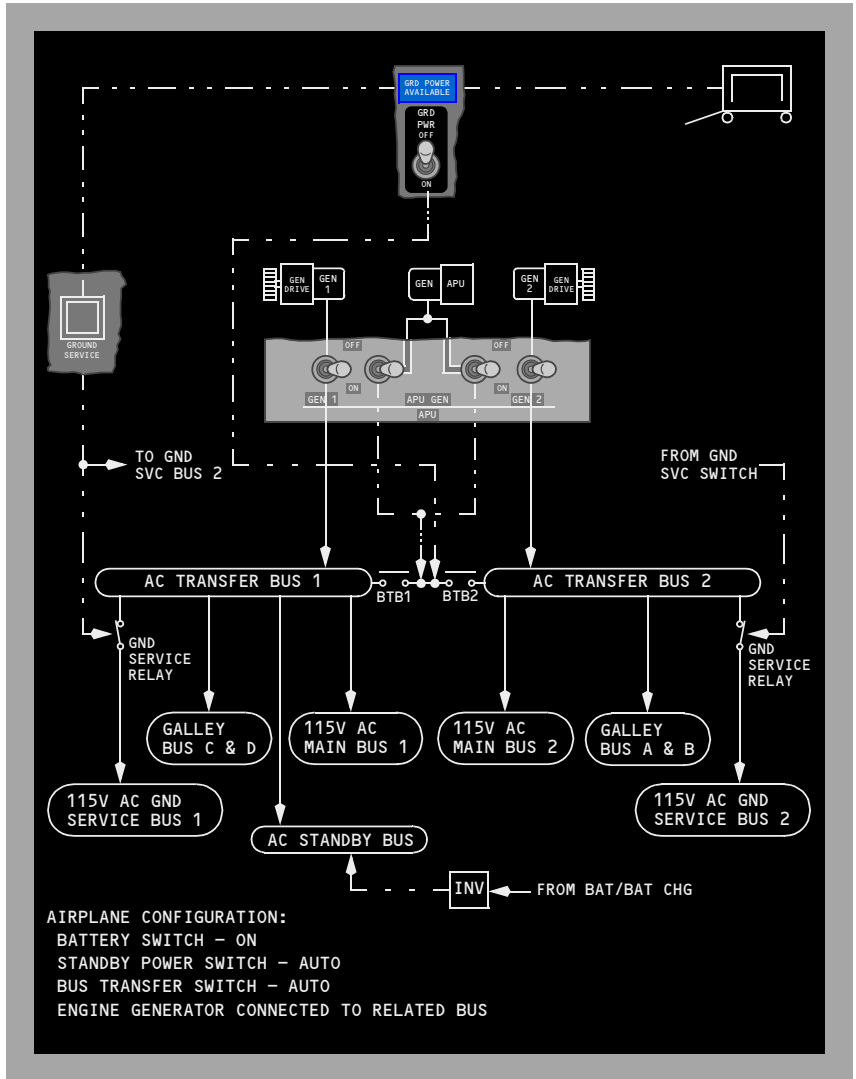 GRD POWER
AVAILABLE
GRD
PWR
OFF
ON
GEN
DRIVE
GEN
1
GEN
APU
GEN
2
GEN
DRIVE
GROUND
SERVICE
OFF
OFF
ON
ON
GEN 1
APU GEN
GEN 2
APU
TO GND
SVC BUS 2
FROM GND
SVC SWITCH
AC TRANSFER BUS 1
BTB1
BTB2
AC TRANSFER BUS 2
GND
SERVICE
RELAY
GND
SERVICE
RELAY
GALLEY
BUS C & D
115V AC
MAIN BUS 1
115V AC
MAIN BUS 2
GALLEY
BUS A & B
115V AC GND
SERVICE BUS 1
115V AC GND
SERVICE BUS 2
AC STANDBY BUS
INV
FROM BAT/BAT CHG
AIRPLANE CONFIGURATION:
BATTERY SWITCH – ON
STANDBY POWER SWITCH – AUTO
BUS TRANSFER SWITCH – AUTO
ENGINE GENERATOR CONNECTED TO RELATED BUS